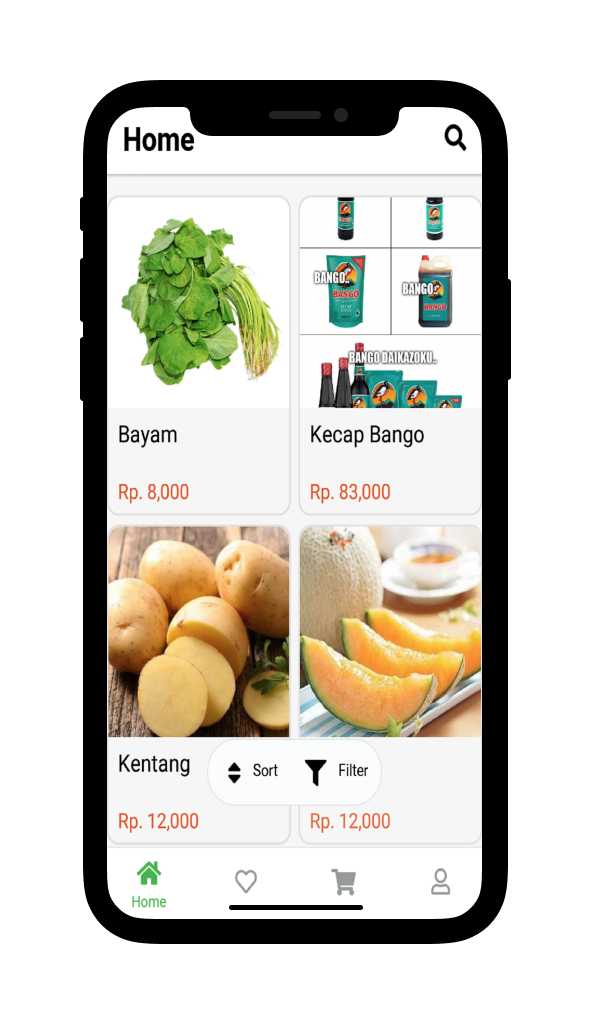 Home
BANGO..
BANGO
BANGO..
BANGO
BANGO DAIKAZOKU..
Bayam
Kecap Bango
Rp. 8,000
Rp. 83,000
Kentang
Sort
Filter
Rp. 12,000
Rp. 12,000
Home